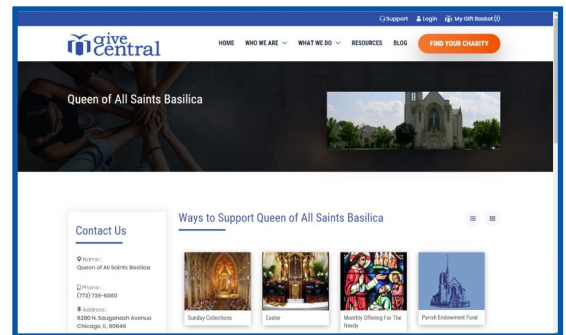 Support Login My Gift Basket (1)
give central
HOME WHO WE ARE WHAT WE DO RESOURCES BLOG FIND YOUR CHARITY
Queen of All Saints Basilica
Ways to Support Queen of All Saints Basilica
Contact Us
Name :
Queen of All Saints Basilica
Phone :
(773) 736-6060
Address :
6280 N. Sauganash Avenue
Chicago, IL, 60646
Sunday Collections
Easter
Monthly Offering For The
Needy
Parish Endowment Fund